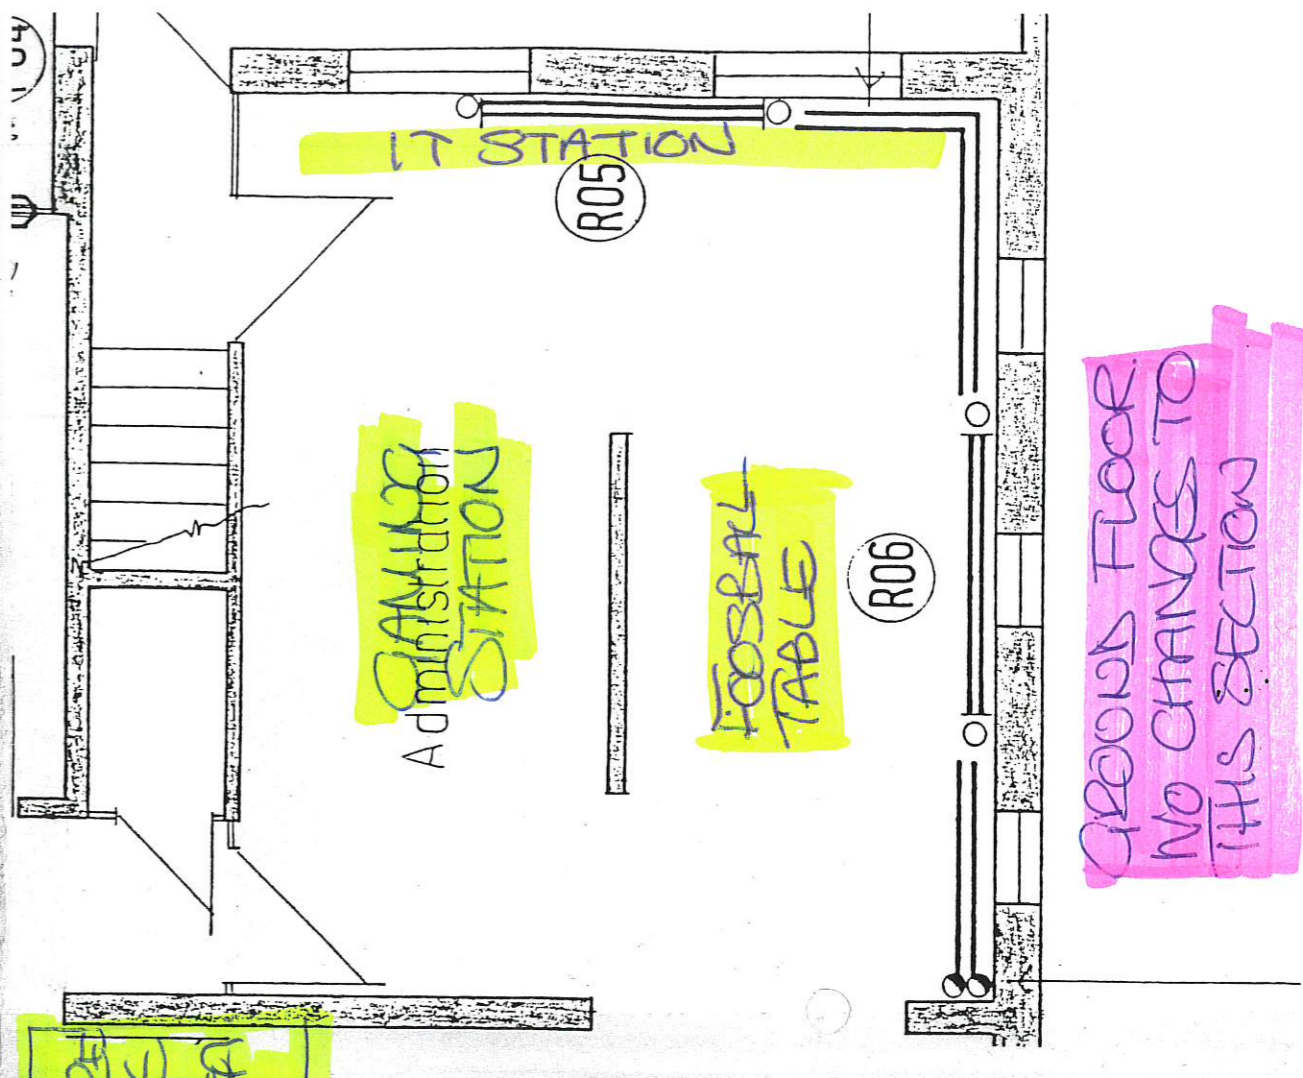 IT STATION
R05
GAMING
Administration
STATION
FOOSBALL
TABLE
R06
GROUND FLOOR.
NO CHANGES TO
THIS SECTION